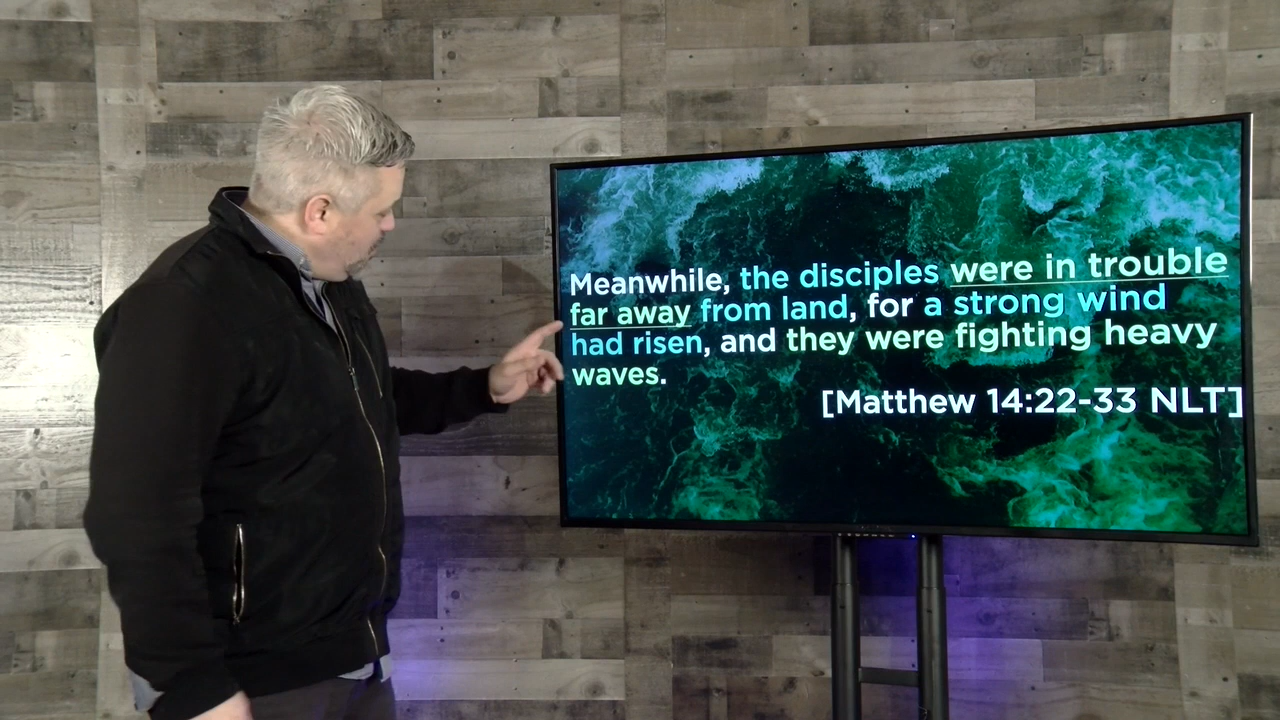 Meanwhile, the disciples were in trouble
far away from land, for a strong wind
had risen, and they were fighting heavy
waves.
[Matthew 14:22-33 NLT]